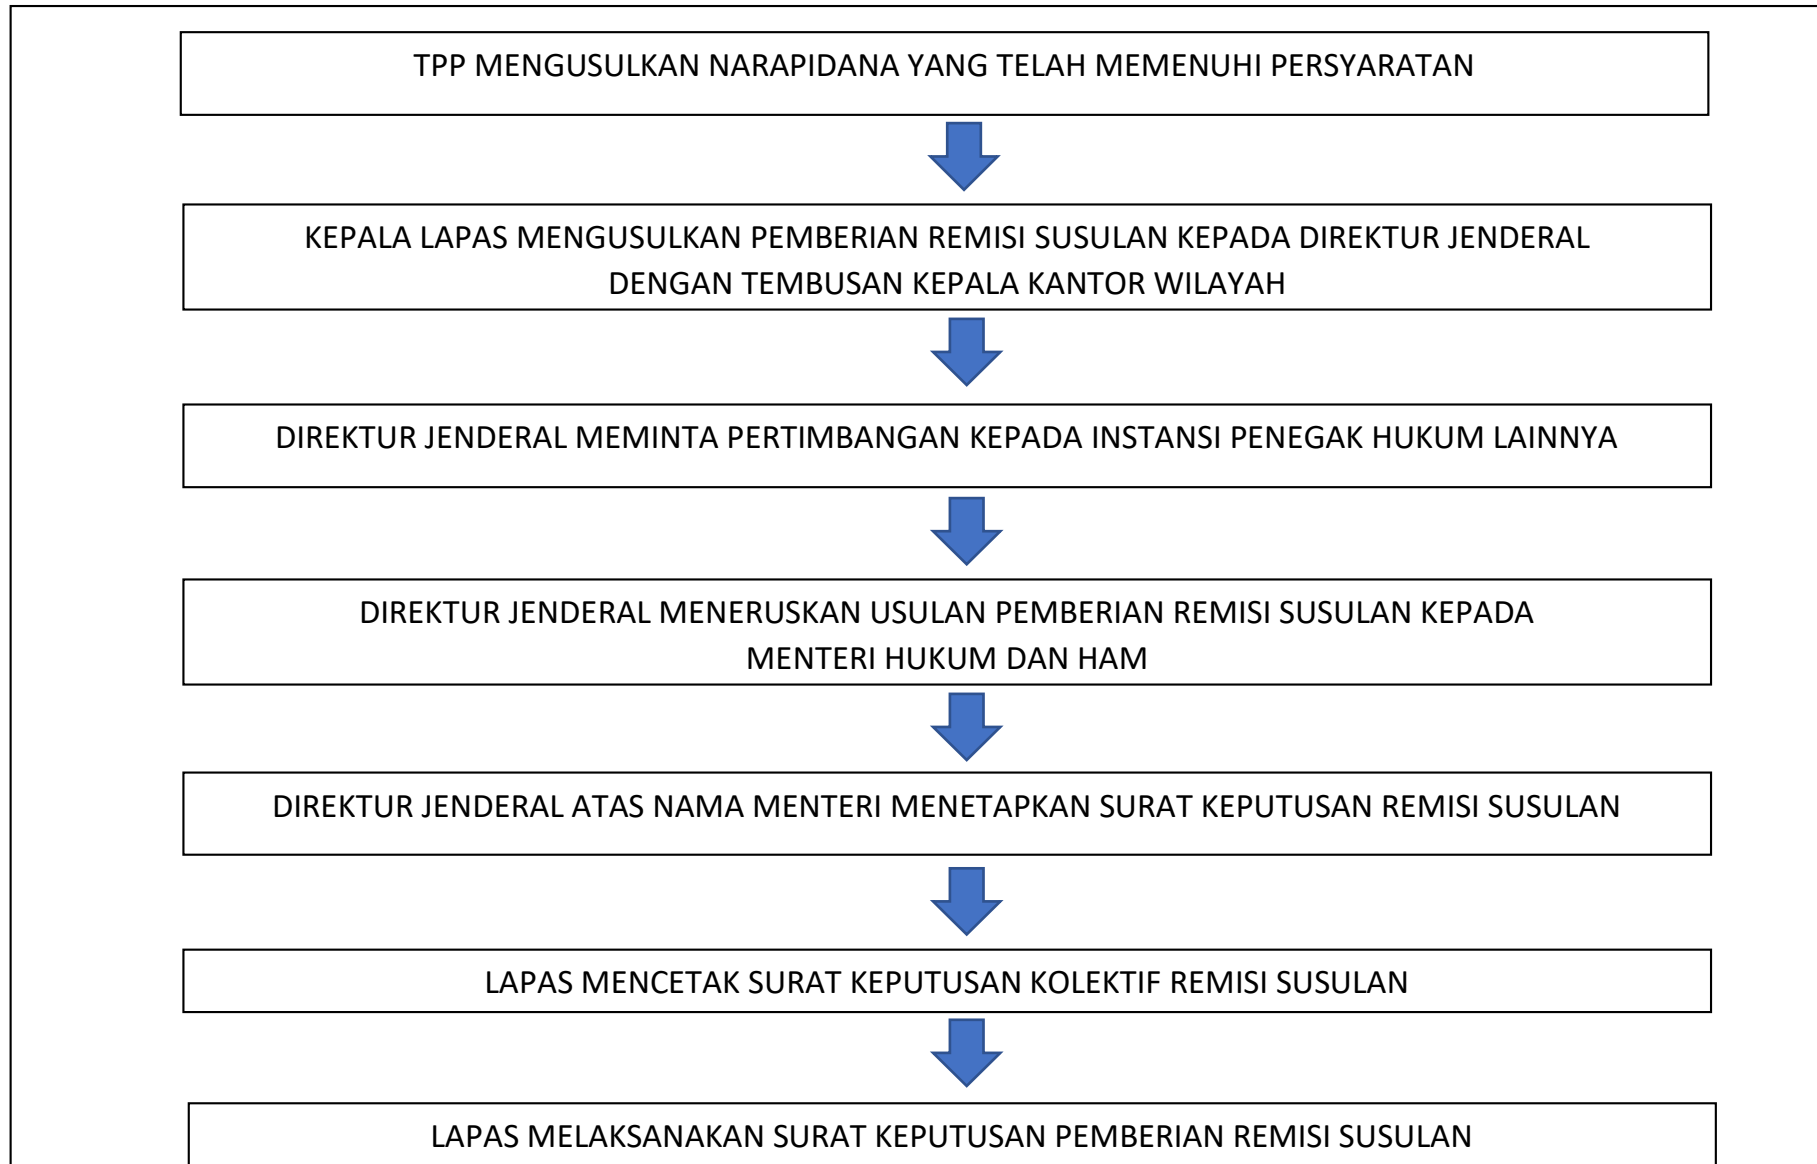 TPP MENGUSULKAN NARAPIDANA YANG TELAH MEMENUHI PERSYARATAN
KEPALA LAPAS MENGUSULKAN PEMBERIAN REMISI SUSULAN KEPADA DIREKTUR JENDERAL
DENGAN TEMBUSAN KEPALA KANTOR WILAYAH
DIREKTUR JENDERAL MEMINTA PERTIMBANGAN KEPADA INSTANSI PENEGAK HUKUM LAINNYA
DIREKTUR JENDERAL MENERUSKAN USULAN PEMBERIAN REMISI SUSULAN KEPADA
MENTERI HUKUM DAN HAM
DIREKTUR JENDERAL ATAS NAMA MENTERI MENETAPKAN SURAT KEPUTUSAN REMISI SUSULAN
LAPAS MENCETAK SURAT KEPUTUSAN KOLEKTIF REMISI SUSULAN
LAPAS MELAKSANAKAN SURAT KEPUTUSAN PEMBERIAN REMISI SUSULAN